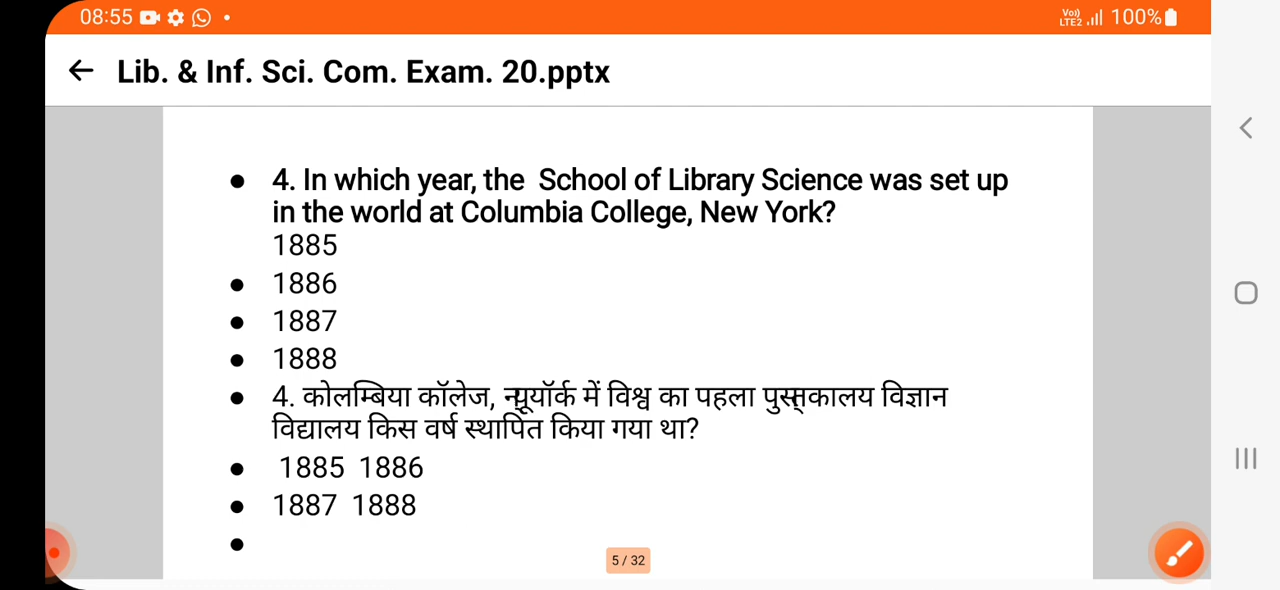 08:55
Vo)) LTE2 100%
Lib. & Inf. Sci. Com. Exam. 20.pptx
4. In which year, the School of Library Science was set up
in the world at Columbia College, New York?
1885
1886
1887
1888
4. कोलम्बिया कॉलेज, न्यूयॉर्क में विश्व का पहला पुस्तकालय विज्ञान
विद्यालय किस वर्ष स्थापित किया गया था?
1885 1886
1887 1888
5 / 32